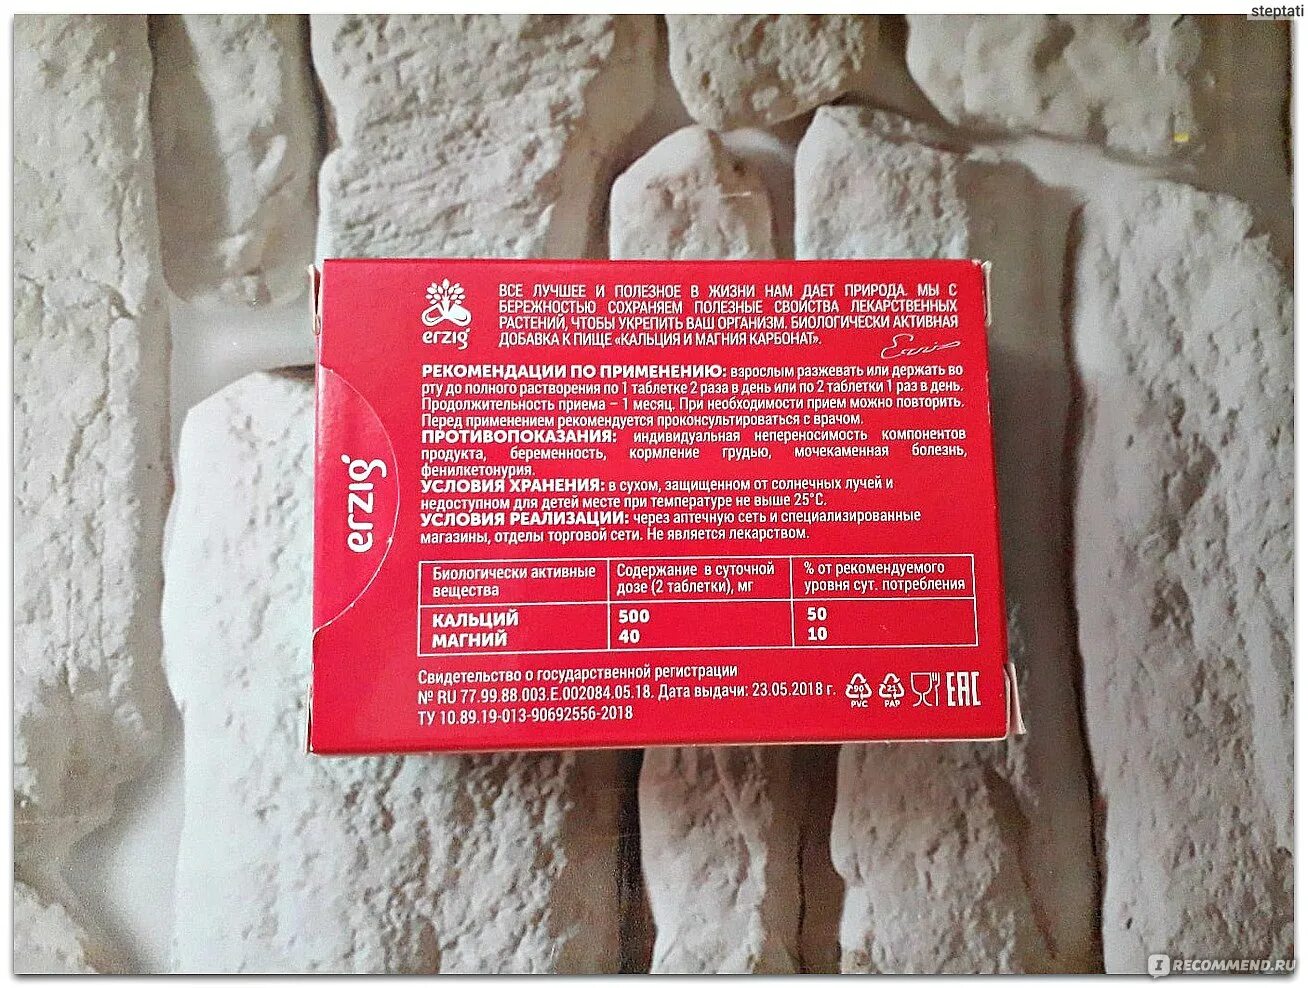 steptati
erzig
ВСЕ ЛУЧШЕЕ И ПОЛЕЗНОЕ В ЖИЗНИ НАМ ДАЕТ ПРИРОДА. МЫ С
БЕРЕЖНОСТЬЮ СОХРАНЯЕМ ПОЛЕЗНЫЕ СВОЙСТВА ЛЕКАРСТВЕННЫХ
РАСТЕНИЙ, ЧТОБЫ УКРЕПИТЬ ВАШ ОРГАНИЗМ. БИОЛОГИЧЕСКИ АКТИВНАЯ
ДОБАВКА К ПИЩЕ «КАЛЬЦИЯ И МАГНИЯ КАРБОНАТ».
РЕКОМЕНДАЦИИ ПО ПРИМЕНЕНИЮ: взрослым разжевать или держать во
рту до полного растворения по 1 таблетке 2 раза в день или по 2 таблетки 1 раз в день.
Продолжительность приема – 1 месяц. При необходимости прием можно повторить.
Перед применением рекомендуется проконсультироваться с врачом.
ПРОТИВОПОКАЗАНИЯ: индивидуальная непереносимость компонентов
продукта, беременность, кормление грудью, мочекаменная болезнь,
фенилкетонурия.
УСЛОВИЯ ХРАНЕНИЯ: в сухом, защищенном от солнечных лучей и
недоступном для детей месте при температуре не выше 25°С.
УСЛОВИЯ РЕАЛИЗАЦИИ: через аптечную сеть и специализированные
магазины, отделы торговой сети. Не является лекарством.
erzig
Биологически активные вещества
Содержание в суточной дозе (2 таблетки), мг
% от рекомендуемого уровня сут. потребления
КАЛЬЦИЙ 500 50
МАГНИЙ 40 10
Свидетельство о государственной регистрации
№ RU 77.99.88.003.Е.002084.05.18. Дата выдачи: 23.05.2018 г.
ТУ 10.89.19-013-90692556-2018
90 PVC
21 PAP
EAC
I RECOMMEND.RU